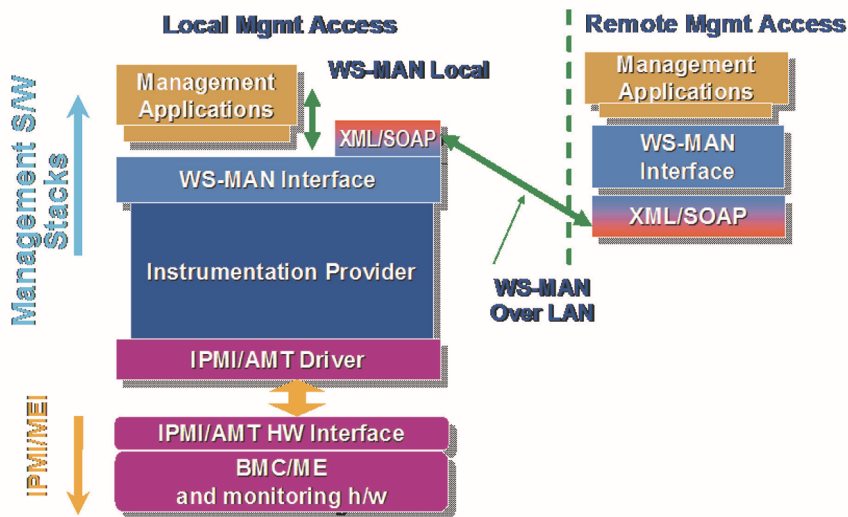 Local Mgmt Access
Remote Mgmt Access
Management S/W
Stacks
IPMI/MEI
Management
Applications
WS-MAN Local
XML/SOAP
WS-MAN Interface
Instrumentation Provider
IPMI/AMT Driver
IPMI/AMT HW Interface
BMC/ME
and monitoring h/w
WS-MAN
Over LAN
Management
Applications
WS-MAN
Interface
XML/SOAP